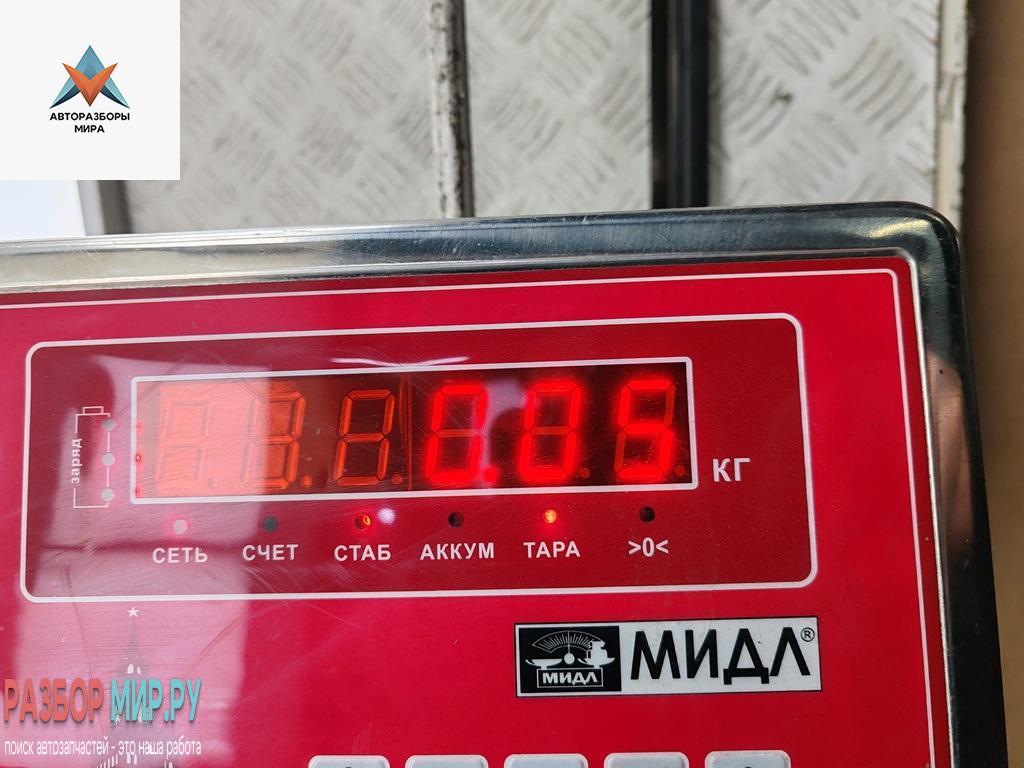 АВТОРАЗБОРЫ
МИРА
заряд
0.05
КГ
СЕТЬ СЧЕТ СТАБ АККУМ ТАРА >0<
МИДЛ МИДЛ®
РАЗБОР МИР.РУ
поиск автозапчастей - это наша работа